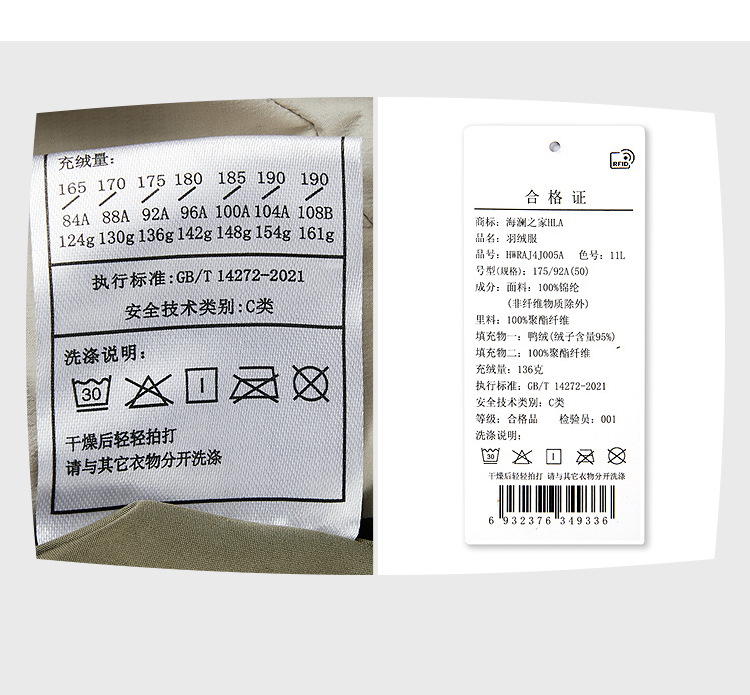 充绒量:
165 170 175 180 185 190 190
84A 88A 92A 96A 100A 104A 108B
124g 130g 136g 142g 148g 154g 161g
执行标准:GB/T 14272-2021
安全技术类别:C类
洗涤说明:
30
干燥后轻轻拍打
请与其它衣物分开洗涤
RFID
合格证
商标: 海澜之家HLA
品名: 羽绒服
品号: HWRAJ4J005A 色号: 11L
号型(规格): 175/92A(50)
成分: 面料: 100%锦纶
(非纤维物质除外)
里料: 100%聚酯纤维
填充物一: 鸭绒(绒子含量95%)
填充物二: 100%聚酯纤维
充绒量: 136克
执行标准: GB/T 14272-2021
安全技术类别: C类
等级: 合格品 检验员: 001
洗涤说明:
30
干燥后轻轻拍打 请与其它衣物分开洗涤
6 932376 349336